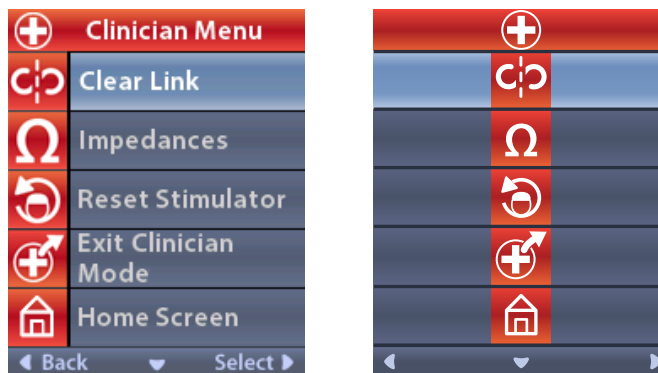 Clinician Menu
Clear Link
Impedances
Reset Stimulator
Exit Clinician
Mode
Home Screen
Back Select